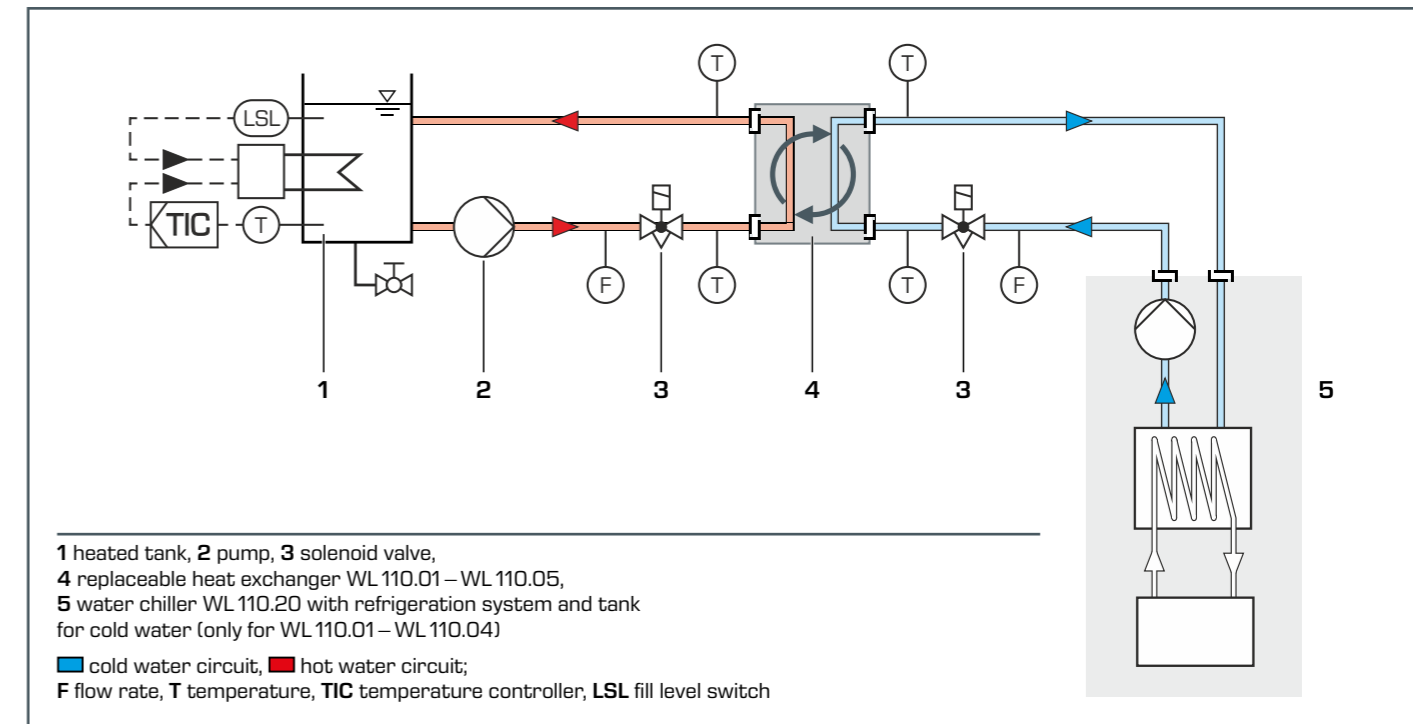 T T
LSL
TIC T
F T T F
1 2 3 4 3 5
1 heated tank, 2 pump, 3 solenoid valve,
4 replaceable heat exchanger WL 110.01 – WL 110.05,
5 water chiller WL 110.20 with refrigeration system and tank
for cold water (only for WL 110.01 – WL 110.04)
cold water circuit, hot water circuit;
F flow rate, T temperature, TIC temperature controller, LSL fill level switch